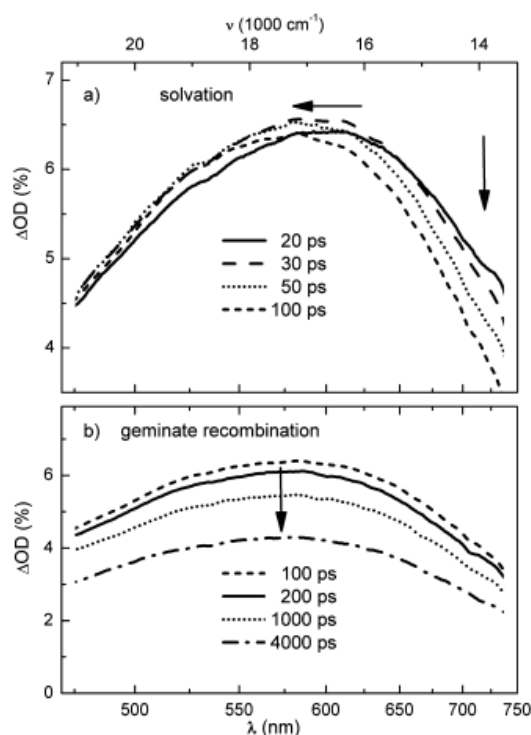 ν (1000 cm⁻¹)
20 18 16 14
7
6
5
4
ΔOD (%)
a) solvation
20 ps
30 ps
50 ps
100 ps
b) geminate recombination
6
4
2
0
ΔOD (%)
100 ps
200 ps
1000 ps
4000 ps
500 550 600 650 700 750
λ (nm)